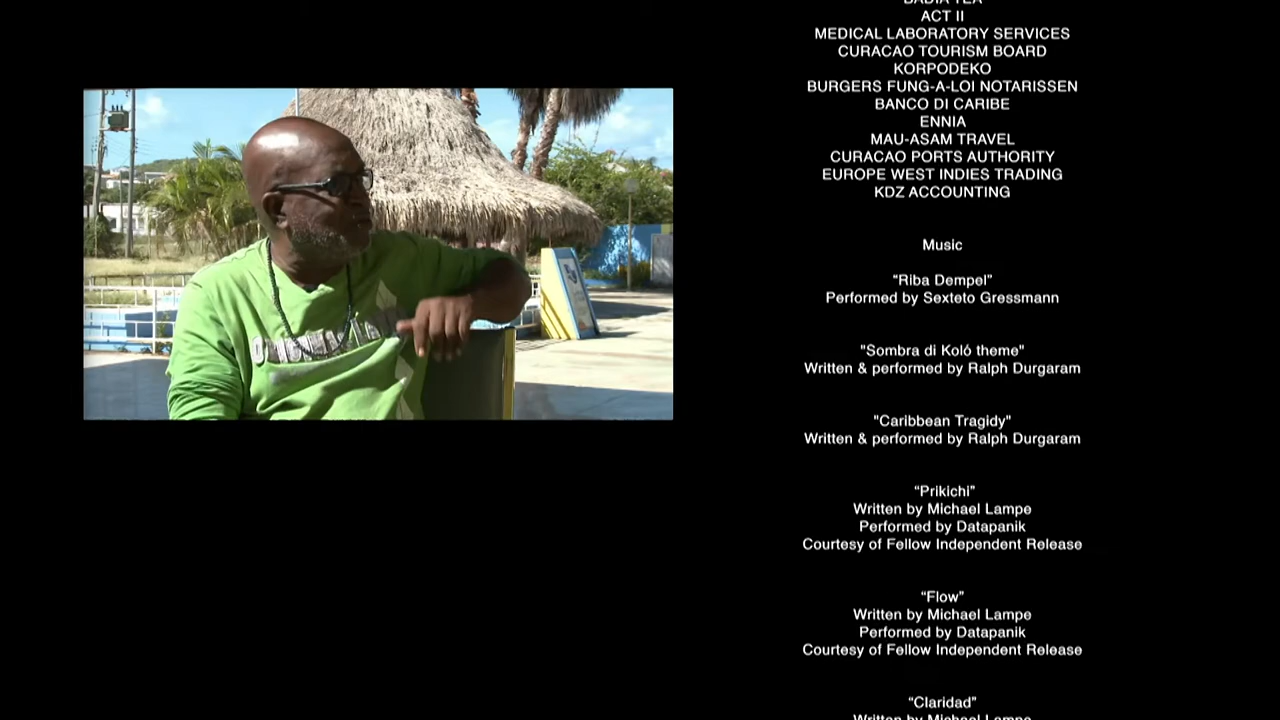 ACT II
MEDICAL LABORATORY SERVICES
CURACAO TOURISM BOARD
KORPODEKO
BURGERS FUNG-A-LOI NOTARISSEN
BANCO DI CARIBE
ENNIA
MAU-ASAM TRAVEL
CURACAO PORTS AUTHORITY
EUROPE WEST INDIES TRADING
KDZ ACCOUNTING
Music
“Riba Dempel”
Performed by Sexteto Gressmann
"Sombra di Koló theme"
Written & performed by Ralph Durgaram
"Caribbean Tragidy"
Written & performed by Ralph Durgaram
“Prikichi”
Written by Michael Lampe
Performed by Datapanik
Courtesy of Fellow Independent Release
“Flow”
Written by Michael Lampe
Performed by Datapanik
Courtesy of Fellow Independent Release
“Claridad”
Written by Michael Lampe